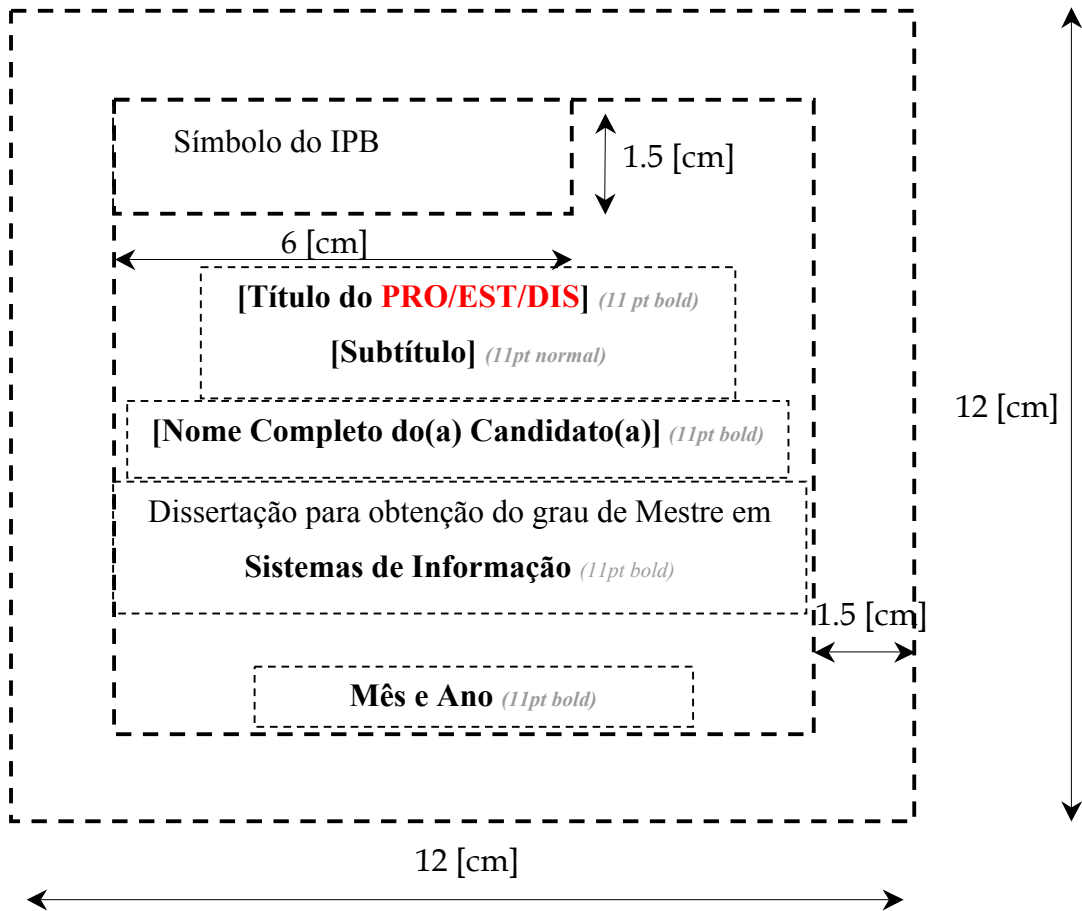 Símbolo do IPB
1.5 [cm]
6 [cm]
[Título do PRO/EST/DIS] (11 pt bold)
[Subtítulo] (11pt normal)
[Nome Completo do(a) Candidato(a)] (11pt bold)
12 [cm]
Dissertação para obtenção do grau de Mestre em
Sistemas de Informação (11pt bold)
1.5 [cm]
Mês e Ano (11pt bold)
12 [cm]